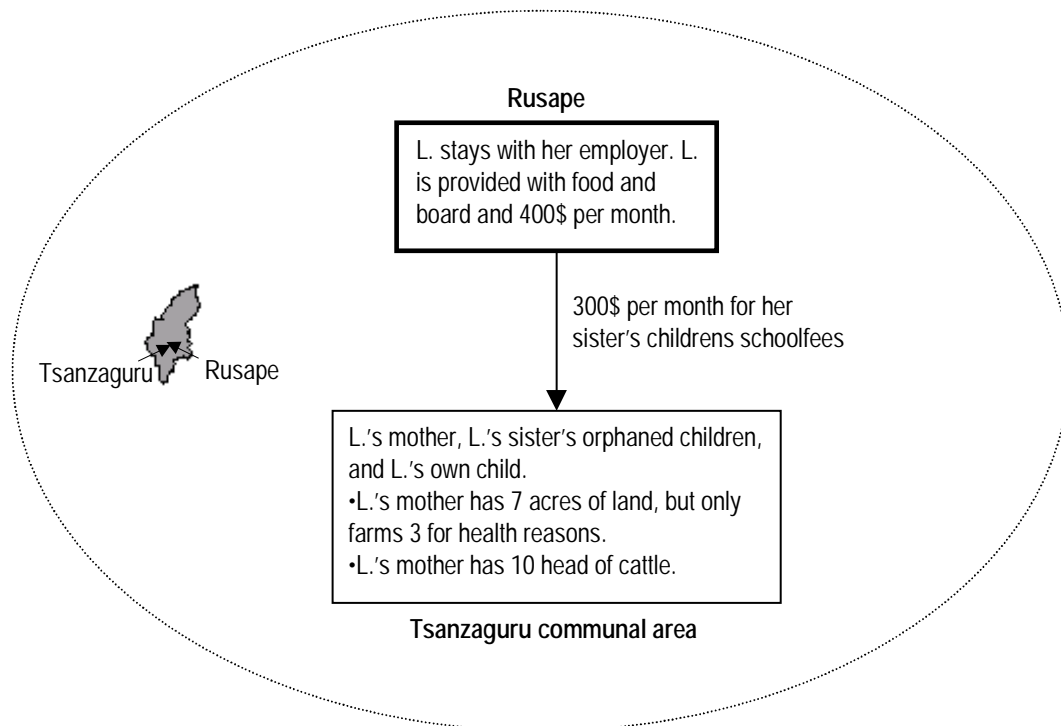 Rusape
L. stays with her employer. L.
is provided with food and
board and 400$ per month.
300$ per month for her
sister's childrens schoolfees
Tsanzaguru
Rusape
L.'s mother, L.'s sister's orphaned children,
and L.'s own child.
•L.'s mother has 7 acres of land, but only
farms 3 for health reasons.
•L.'s mother has 10 head of cattle.
Tsanzaguru communal area